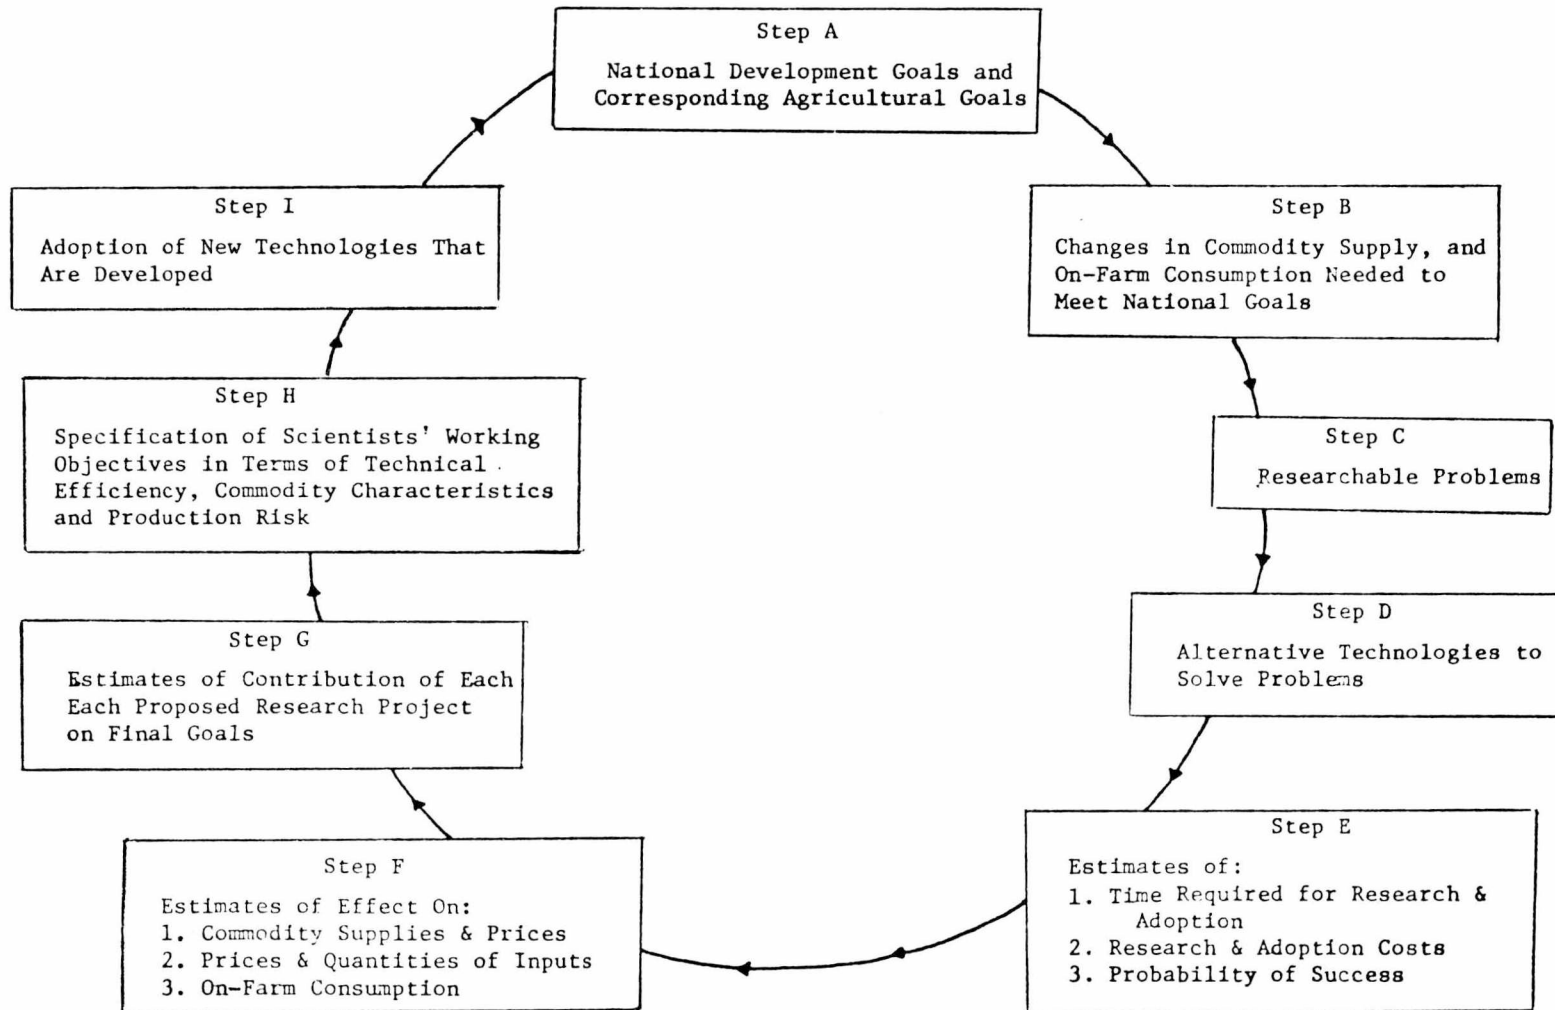 Step A
National Development Goals and
Corresponding Agricultural Goals
Step B
Changes in Commodity Supply, and
On-Farm Consumption Needed to
Meet National Goals
Step C
Researchable Problems
Step D
Alternative Technologies to
Solve Problems
Step E
Estimates of:
1. Time Required for Research &
Adoption
2. Research & Adoption Costs
3. Probability of Success
Step F
Estimates of Effect On:
1. Commodity Supplies & Prices
2. Prices & Quantities of Inputs
3. On-Farm Consumption
Step G
Estimates of Contribution of Each
Each Proposed Research Project
on Final Goals
Step H
Specification of Scientists' Working
Objectives in Terms of Technical
Efficiency, Commodity Characteristics
and Production Risk
Step I
Adoption of New Technologies That
Are Developed